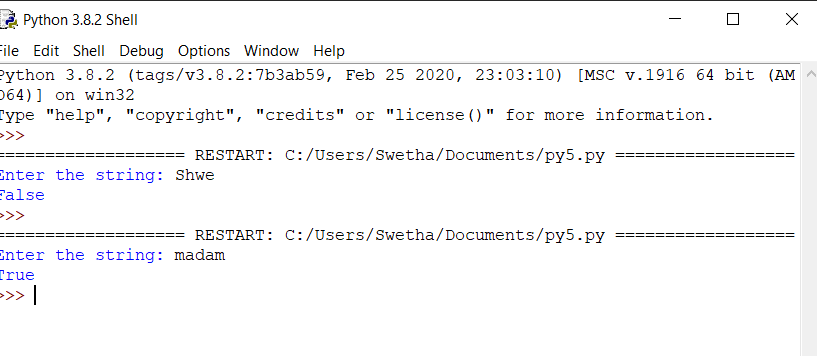 Python 3.8.2 Shell
File Edit Shell Debug Options Window Help
Python 3.8.2 (tags/v3.8.2:7b3ab59, Feb 25 2020, 23:03:10) [MSC v.1916 64 bit (AM
D64)] on win32
Type "help", "copyright", "credits" or "license()" for more information.
>>>
=================== RESTART: C:/Users/Swetha/Documents/py5.py ==================
Enter the string: Shwe
False
>>>
=================== RESTART: C:/Users/Swetha/Documents/py5.py ==================
Enter the string: madam
True
>>>